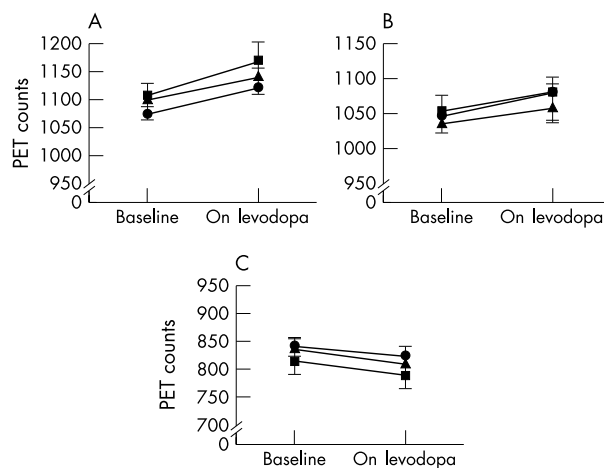 A
PET counts
1200
1150
1100
1050
1000
950
0
Baseline
On levodopa
B
1150
1100
1050
1000
950
0
Baseline
On levodopa
C
PET counts
950
900
850
800
750
700
0
Baseline
On levodopa